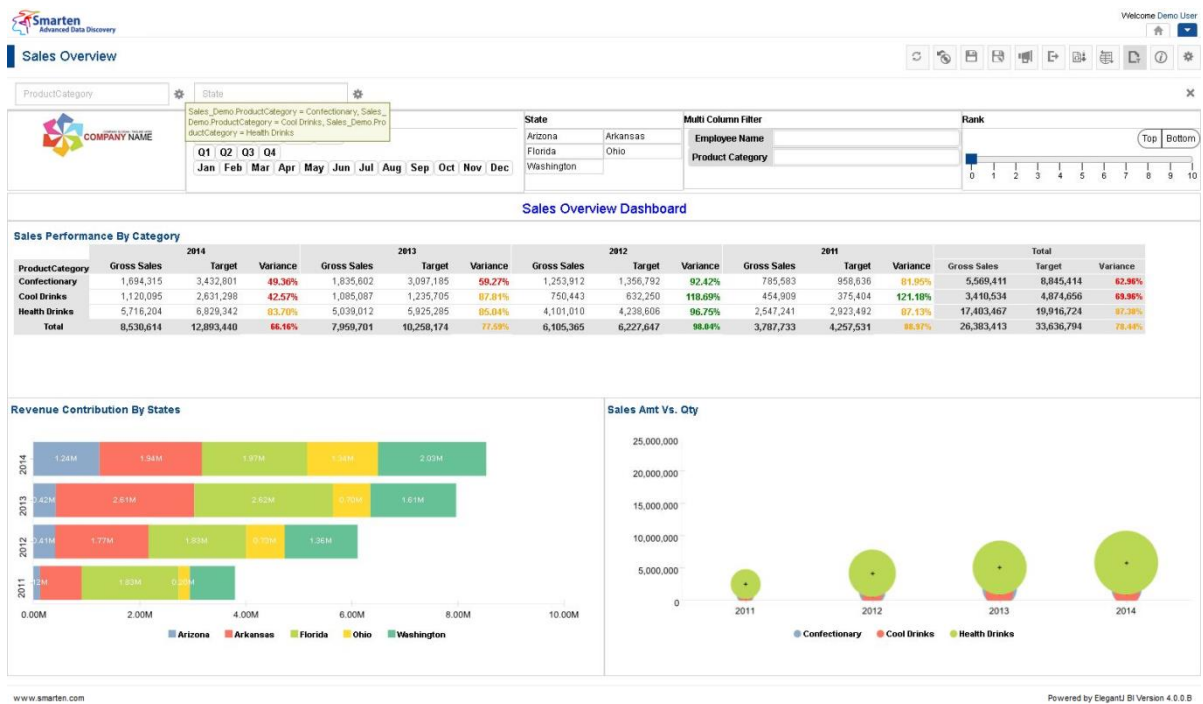 Smarten
Advanced Data Discovery
Welcome Demo User
Sales Overview
ProductCategory
State
Sales_Demo.ProductCategory = Confectionary, Sales_
Demo.ProductCategory = Cool Drinks, Sales_Demo.Pro
ductCategory = Health Drinks
COMPANY NAME
Q1 Q2 Q3 Q4
Jan Feb Mar Apr May Jun Jul Aug Sep Oct Nov Dec
State
Arizona Arkansas
Florida Ohio
Washington
Multi Column Filter
Employee Name
Product Category
Rank
Top Bottom
0 1 2 3 4 5 6 7 8 9 10
Sales Overview Dashboard
Sales Performance By Category
2014 2013 2012 2011 Total
ProductCategory Gross Sales Target Variance Gross Sales Target Variance Gross Sales Target Variance Gross Sales Target Variance Gross Sales Target Variance
Confectionary 1,694,315 3,432,801 49.36% 1,835,602 3,097,185 59.27% 1,253,912 1,356,792 92.42% 785,583 958,636 81.95% 5,569,411 8,845,414 62.96%
Cool Drinks 1,120,095 2,631,298 42.57% 1,085,087 1,235,705 87.81% 750,443 632,250 118.69% 454,909 375,404 121.18% 3,410,534 4,874,656 69.96%
Health Drinks 5,716,204 6,829,342 83.70% 5,039,012 5,925,285 85.04% 4,101,010 4,238,606 96.75% 2,547,241 2,923,492 87.13% 17,403,467 19,916,724 87.38%
Total 8,530,614 12,893,440 66.16% 7,959,701 10,258,174 77.59% 6,105,365 6,227,647 98.04% 3,787,733 4,257,531 88.97% 26,383,413 33,636,794 78.44%
Revenue Contribution By States
2014 1.24M 1.94M 1.97M 1.34M 2.03M
2013 0.42M 2.61M 2.62M 0.70M 1.61M
2012 0.41M 1.77M 1.83M 0.73M 1.36M
2011 1.83M
0.00M 2.00M 4.00M 6.00M 8.00M 10.00M
Arizona Arkansas Florida Ohio Washington
Sales Amt Vs. Qty
25,000,000
20,000,000
15,000,000
10,000,000
5,000,000
0
2011 2012 2013 2014
Confectionary Cool Drinks Health Drinks
www.smarten.com
Powered by ElegantJ BI Version 4.0.0.B